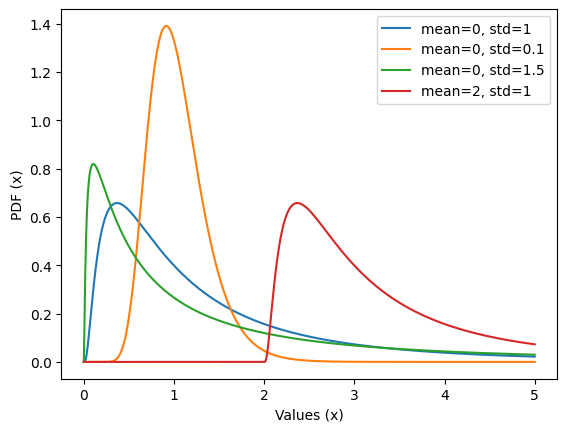 mean=0, std=1
mean=0, std=0.1
mean=0, std=1.5
mean=2, std=1
1.4
1.2
1.0
0.8
0.6
0.4
0.2
0.0
PDF (x)
0 1 2 3 4 5
Values (x)